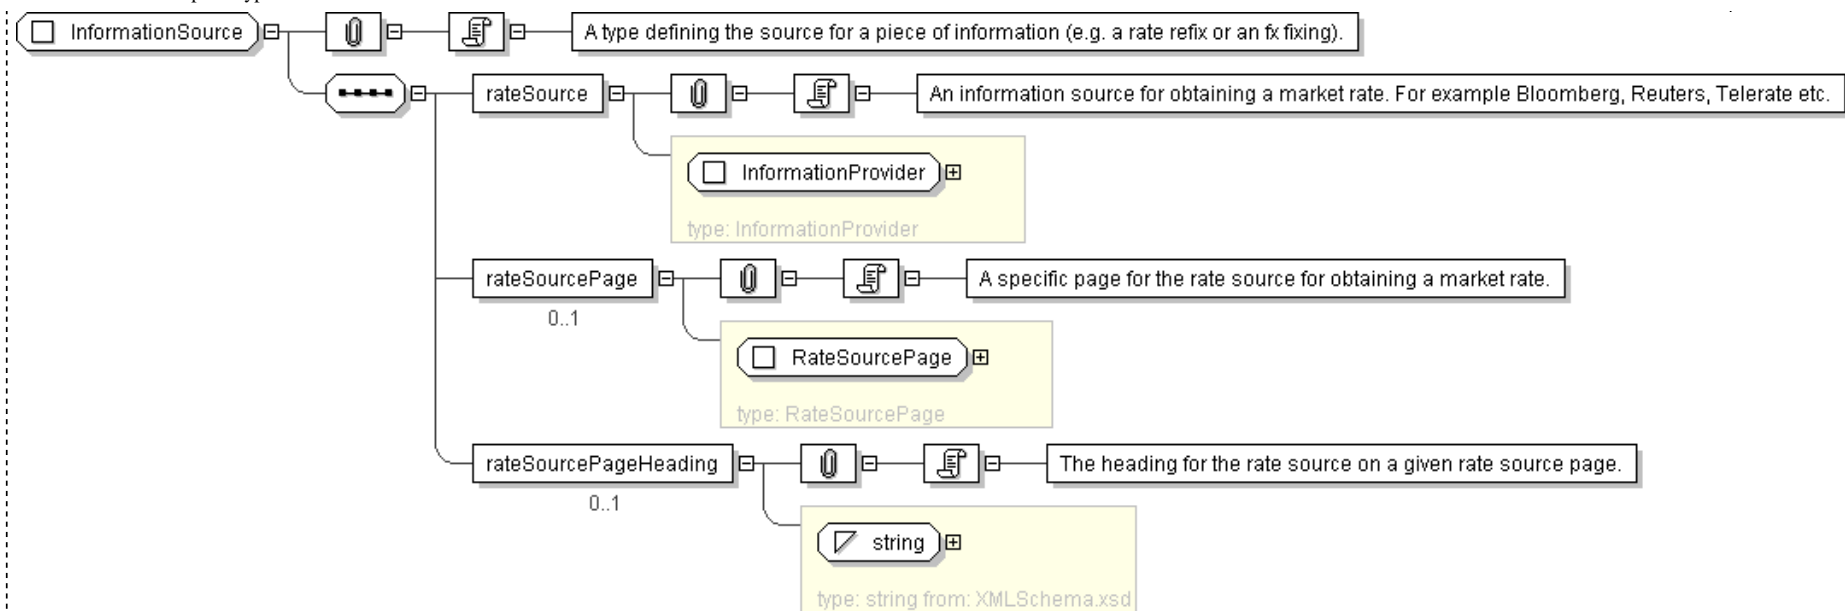 InformationSource A type defining the source for a piece of information (e.g. a rate refix or an fx fixing).
rateSource An information source for obtaining a market rate. For example Bloomberg, Reuters, Telerate etc.
InformationProvider
type: InformationProvider
rateSourcePage A specific page for the rate source for obtaining a market rate.
0..1
RateSourcePage
type: RateSourcePage
rateSourcePageHeading The heading for the rate source on a given rate source page.
0..1
string
type: string from: XMLSchema.xsd